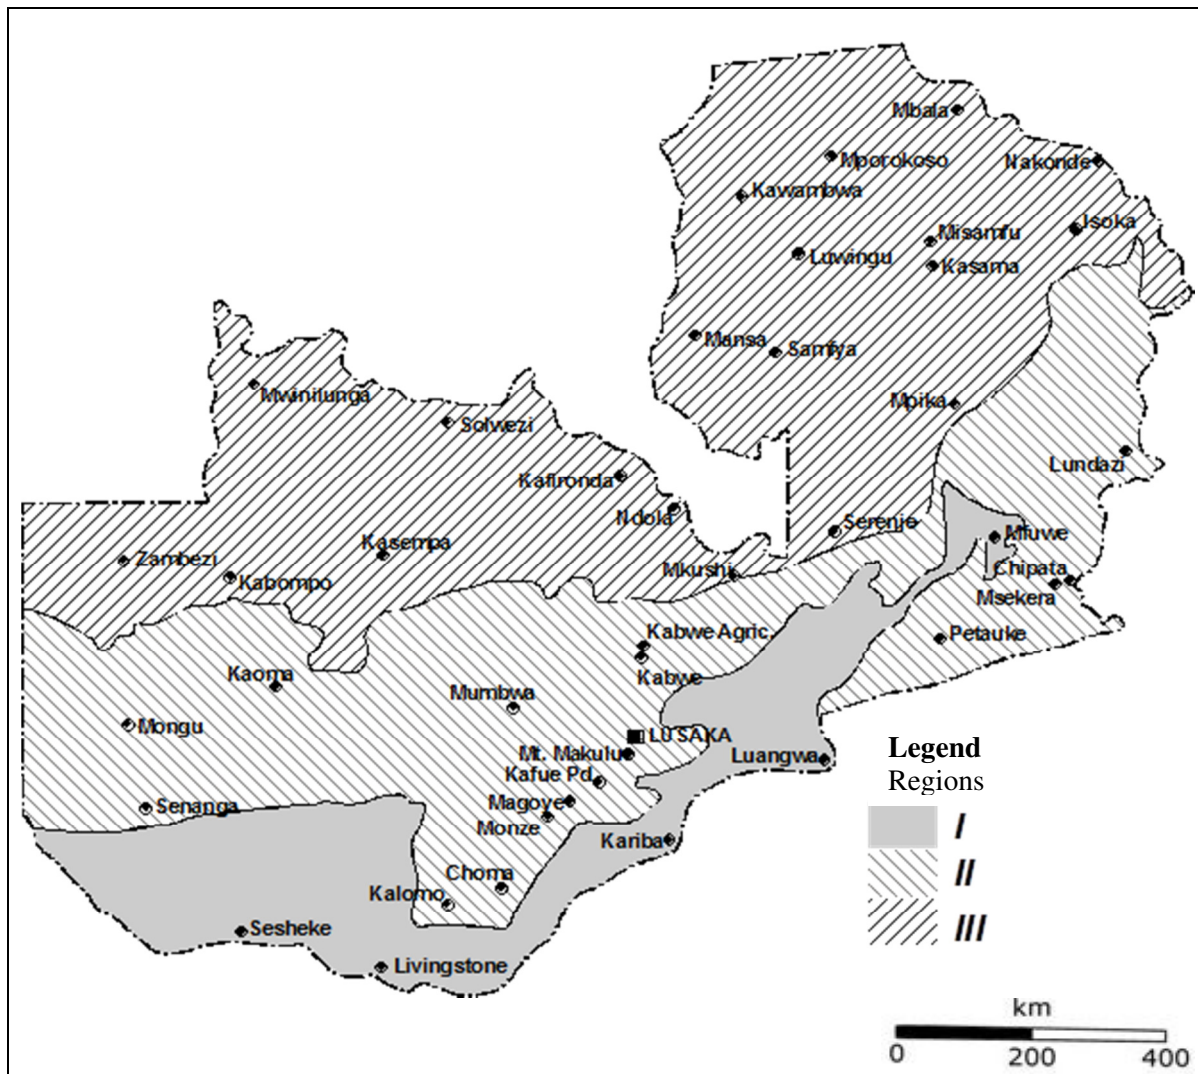 Mbala
Mporokoso
Nakonde
Kawambwa
Isoka
Misamfu
Luwingu
Kasama
Mansa
Samfya
Mwinilunga
Mpika
Solwezi
Lundazi
Kafironda
Ndola
Serenje
Mfuwe
Kasempa
Zambezi
Mkushi
Chipata
Kabompo
Msekera
Kabwe Agric.
Petauke
Kaoma
Kabwe
Mumbwa
Mongu
LUSAKA
Mt. Makulu
Luangwa
Kafue Pd
Magoye
Senanga
Monze
Kariba
Choma
Kalomo
Sesheke
Livingstone
Legend
Regions
I
II
III
km
0 200 400